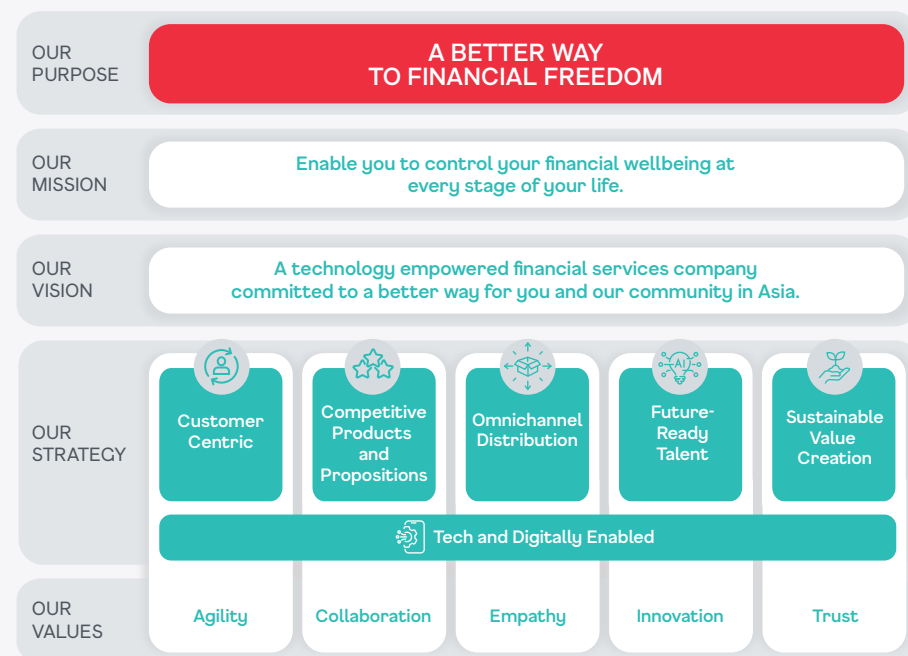 OUR
PURPOSE
A BETTER WAY
TO FINANCIAL FREEDOM
OUR
MISSION
Enable you to control your financial wellbeing at
every stage of your life.
OUR
VISION
A technology empowered financial services company
committed to a better way for you and our community in Asia.
OUR
STRATEGY
Customer
Centric
Competitive
Products
and
Propositions
Omnichannel
Distribution
AI
Future-
Ready
Talent
Sustainable
Value
Creation
Tech and Digitally Enabled
OUR
VALUES
Agility
Collaboration
Empathy
Innovation
Trust